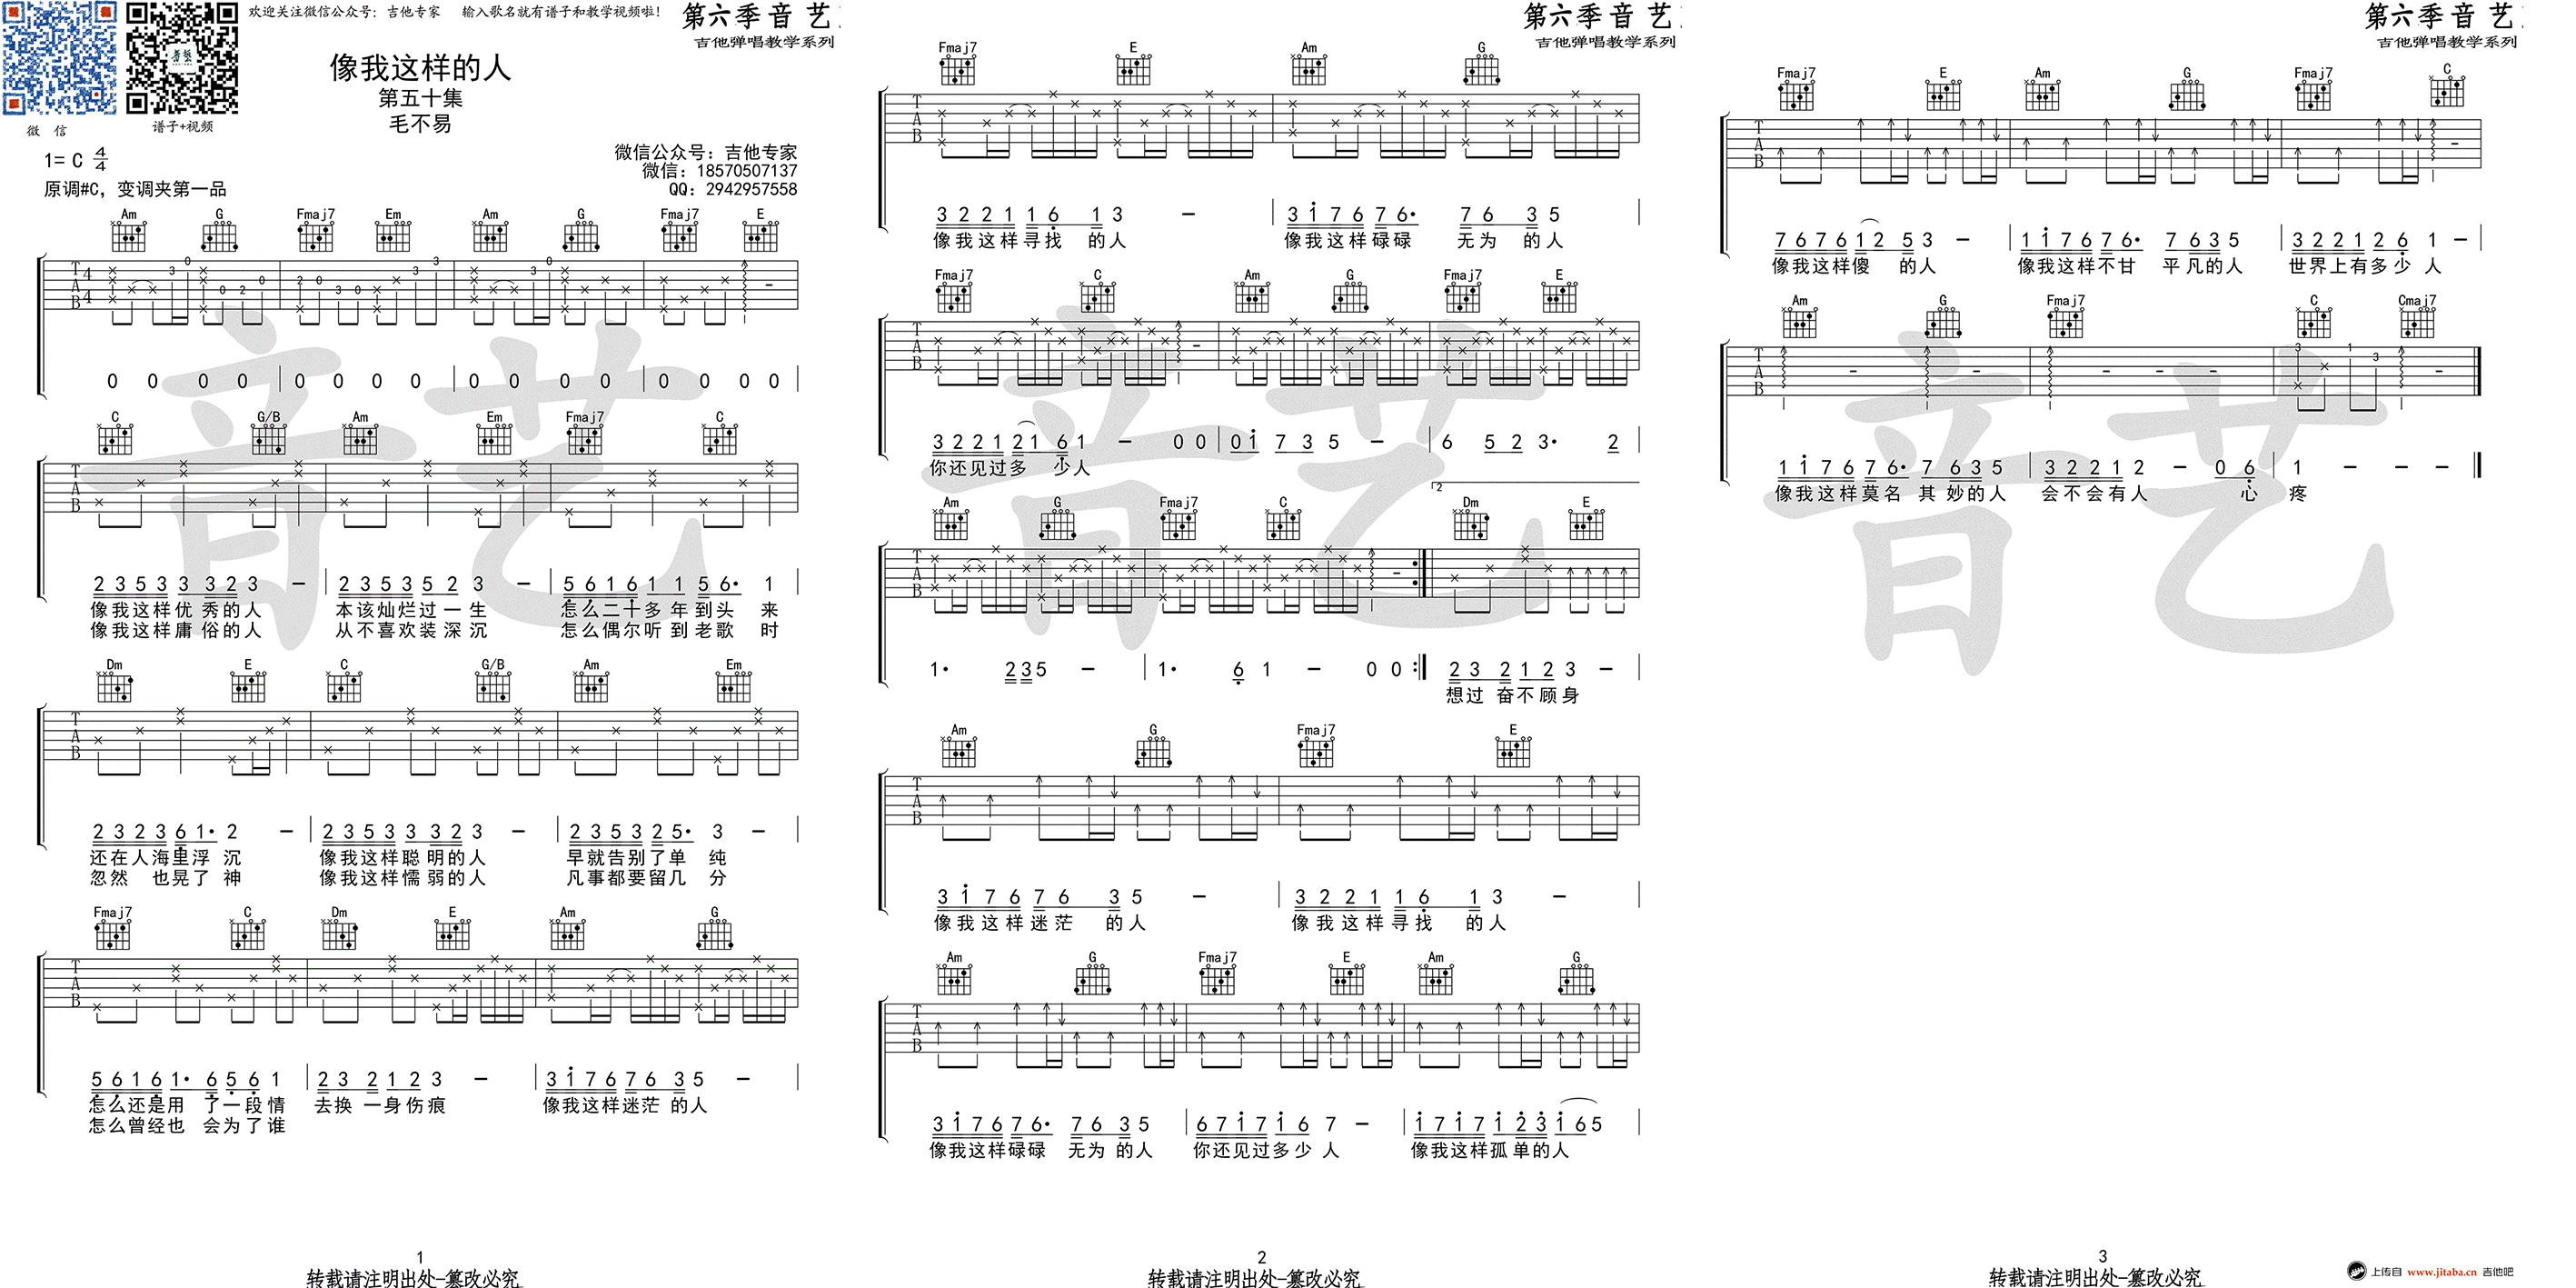 欢迎关注微信公众号：吉他专家 输入歌名就有谱子和教学视频啦！
第六季音艺
吉他弹唱教学系列
像我这样的人
第五十集
毛不易
微 信
谱子+视频
1= C 4/4
原调#C，变调夹第一品
微信公众号：吉他专家
微信：18570507137
QQ：2942957558
Am G Fmaj7 Em Am G Fmaj7 E
0 0 0 0 0 0 0 0 0 0 0 0 0 0 0 0
C G/B Am Em Fmaj7 C
2 3 5 3 3 3 2 3 - 2 3 5 3 5 2 3 - 5 6 1 6 1 1 5 6· 1
像我这样优 秀的人 本该灿烂过一生 怎么二十多年到头 来
像我这样庸 俗的人 从不喜欢装深沉 怎么偶尔听到老歌 时
Dm E C G/B Am Em
2 3 2 3 6 1· 2 - 2 3 5 3 3 3 2 3 - 2 3 5 3 2 5· 3 -
还在人海里浮 沉 像我这样聪 明的人 早就告别了单 纯
忽然 也晃了 神 像我这样懦 弱的人 凡事都要留几 分
Fmaj7 C Dm E Am G
5 6 1 6 1· 6 5 6 1 2 3 2 1 2 3 - 3 1 7 6 7 6 3 5 -
怎么还是用 了一段情 去换 一身伤痕 像我这样迷茫 的人
怎么曾经也 会为了谁
1
转载请注明出处-篡改必究
第六季音艺
吉他弹唱教学系列
Fmaj7 E Am G
3 2 2 1 1 6 1 3 - 3 1 7 6 7 6· 7 6 3 5
像我这样寻找 的人 像我这样碌碌 无为 的人
Fmaj7 C Am G Fmaj7 E
3 2 2 1 2 1 6 1 - 0 0 0 1 7 3 5 - 6 5 2 3· 2
你还见过多 少人
Am G Fmaj7 C 2 Dm E
1· 2 3 5 - 1· 6 1 - 0 0 2 3 2 1 2 3 -
想过 奋不顾身
Am G Fmaj7 E
3 1 7 6 7 6 3 5 - 3 2 2 1 1 6 1 3 -
像我这样迷茫 的人 像我这样寻找 的人
Am G Fmaj7 E Am G
3 1 7 6 7 6· 7 6 3 5 6 7 1 7 1 6 7 - 1 7 1 7 1 2 3 1 6 5
像我这样碌碌 无为 的人 你还见过多少 人 像我这样孤单的人
2
转载请注明出处-篡改必究
第六季音艺
吉他弹唱教学系列
Fmaj7 E Am G Fmaj7 C
7 6 7 6 1 2 5 3 - 1 1 7 6 7 6· 7 6 3 5 3 2 2 1 2 6 1 -
像我这样傻 的人 像我这样不甘 平凡的人 世界上有多少 人
Am G Fmaj7 C Cmaj7
1 1 7 6 7 6· 7 6 3 5 3 2 2 1 2 - 0 6 1 - - -
像我这样莫名 其 妙的人 会不会有人 心 疼
3
转载请注明出处-篡改必究
上传自 www.jitaba.cn 吉他吧
音艺
音艺
音艺